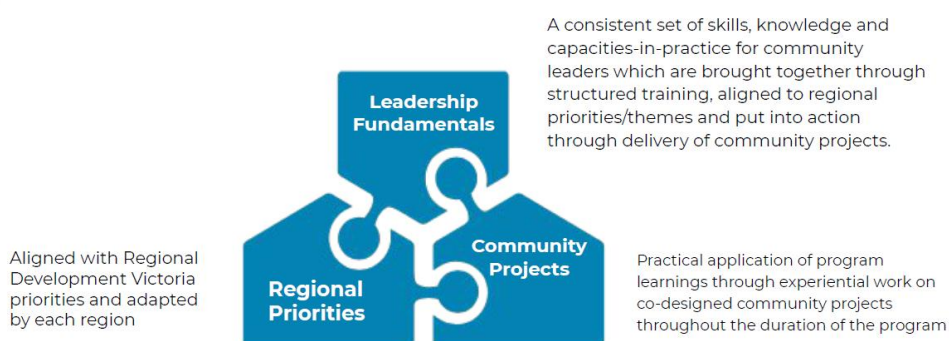 A consistent set of skills, knowledge and
capacities-in-practice for community
leaders which are brought together through
structured training, aligned to regional
priorities/themes and put into action
through delivery of community projects.
Leadership
Fundamentals
Aligned with Regional
Development Victoria
priorities and adapted
by each region
Regional
Priorities
Community
Projects
Practical application of program
learnings through experiential work on
co-designed community projects
throughout the duration of the program